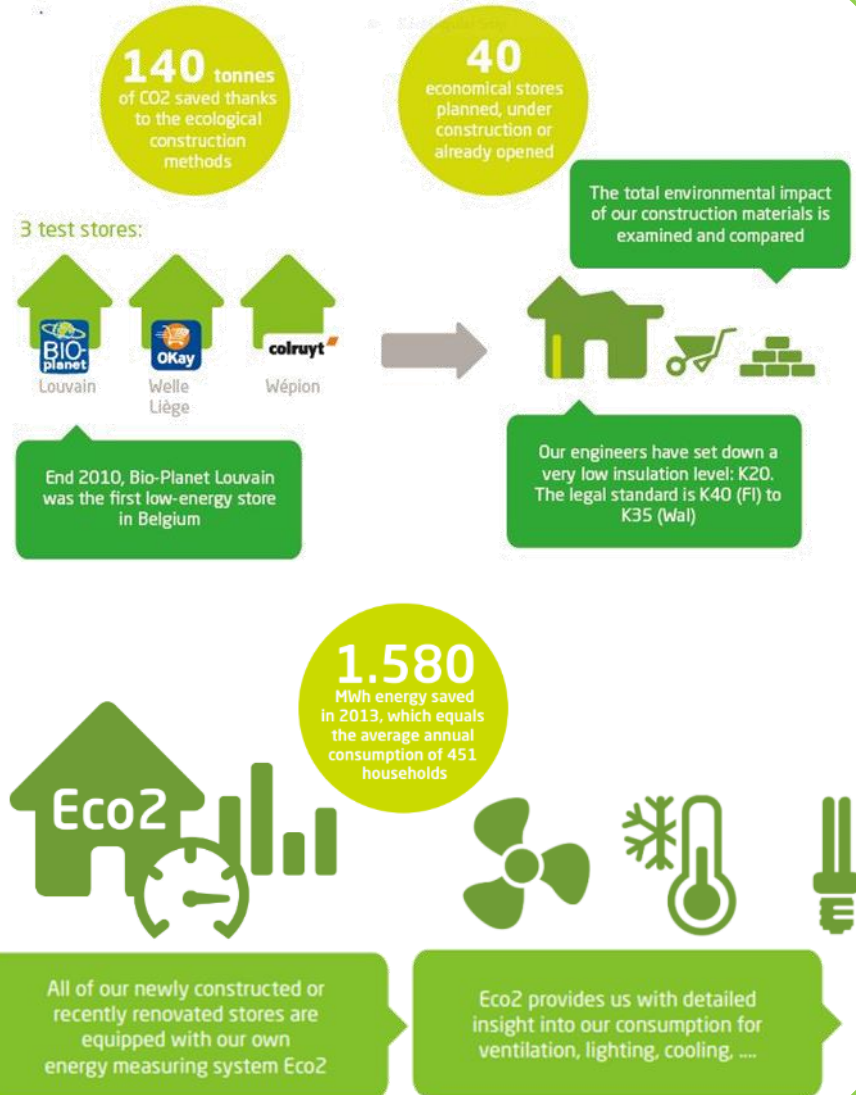 140 tonnes
of CO2 saved thanks
to the ecological
construction
methods
40
economical stores
planned, under
construction or
already opened
The total environmental impact
of our construction materials is
examined and compared
3 test stores:
BIO-
planet
OKay
colruyt
Louvain
Welle
Liège
Wépion
End 2010, Bio-Planet Louvain
was the first low-energy store
in Belgium
Our engineers have set down a
very low insulation level: K20.
The legal standard is K40 (Fl) to
K35 (Wal)
1.580
MWh energy saved
in 2013, which equals
the average annual
consumption of 451
households
Eco2
All of our newly constructed or
recently renovated stores are
equipped with our own
energy measuring system Eco2
Eco2 provides us with detailed
insight into our consumption for
ventilation, lighting, cooling, ....